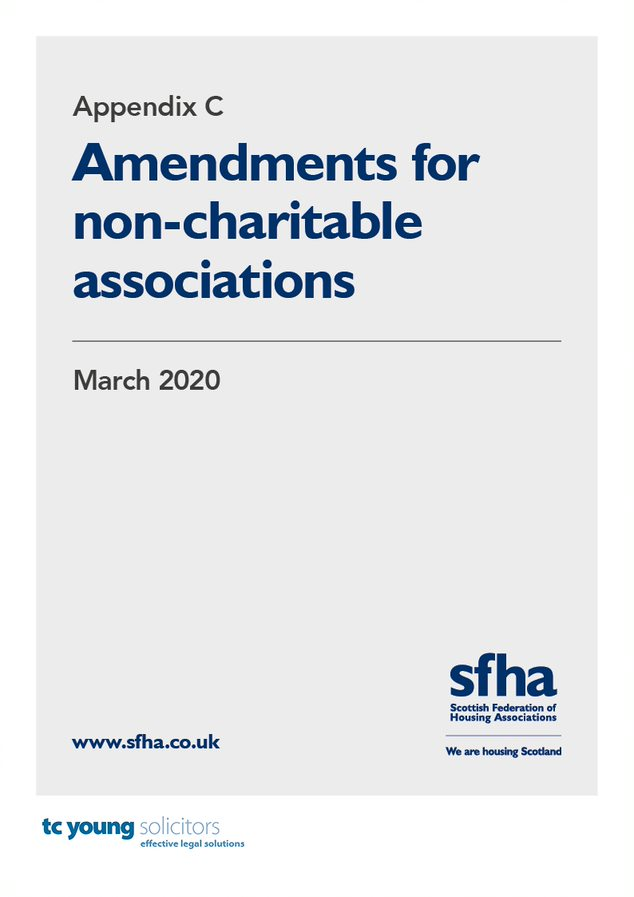 Appendix C
Amendments for
non-charitable
associations
March 2020
sfha
Scottish Federation of
Housing Associations
We are housing Scotland
www.sfha.co.uk
tc young solicitors
effective legal solutions